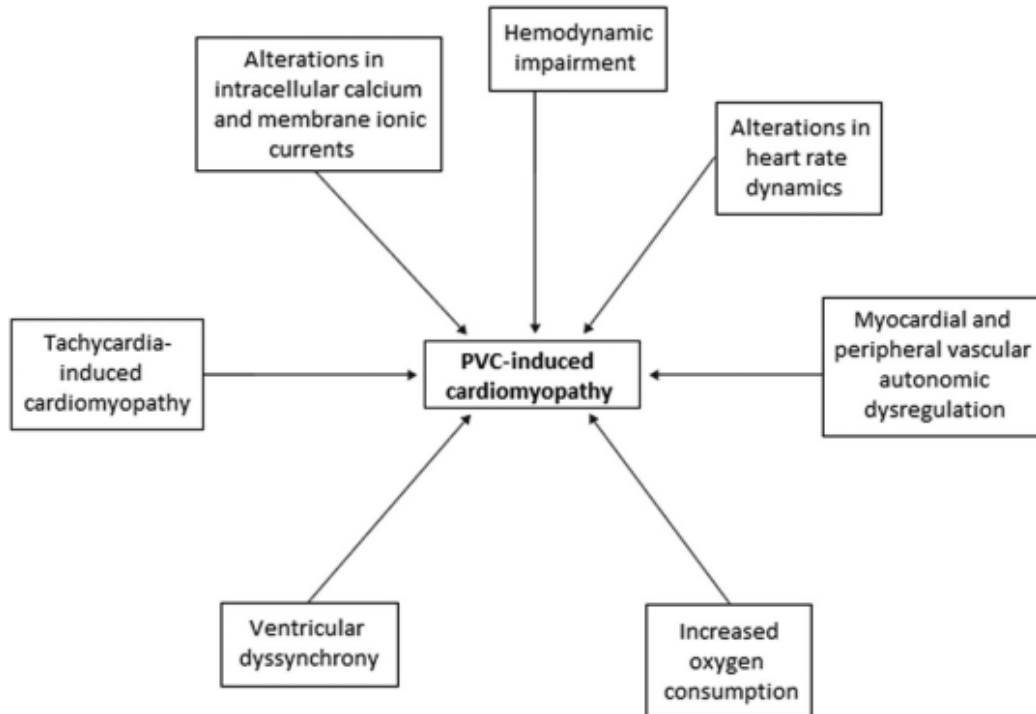 Hemodynamic
impairment
Alterations in
intracellular calcium
and membrane ionic
currents
Alterations in
heart rate
dynamics
Tachycardia-
induced
cardiomyopathy
PVC-induced
cardiomyopathy
Myocardial and
peripheral vascular
autonomic
dysregulation
Ventricular
dyssynchrony
Increased
oxygen
consumption